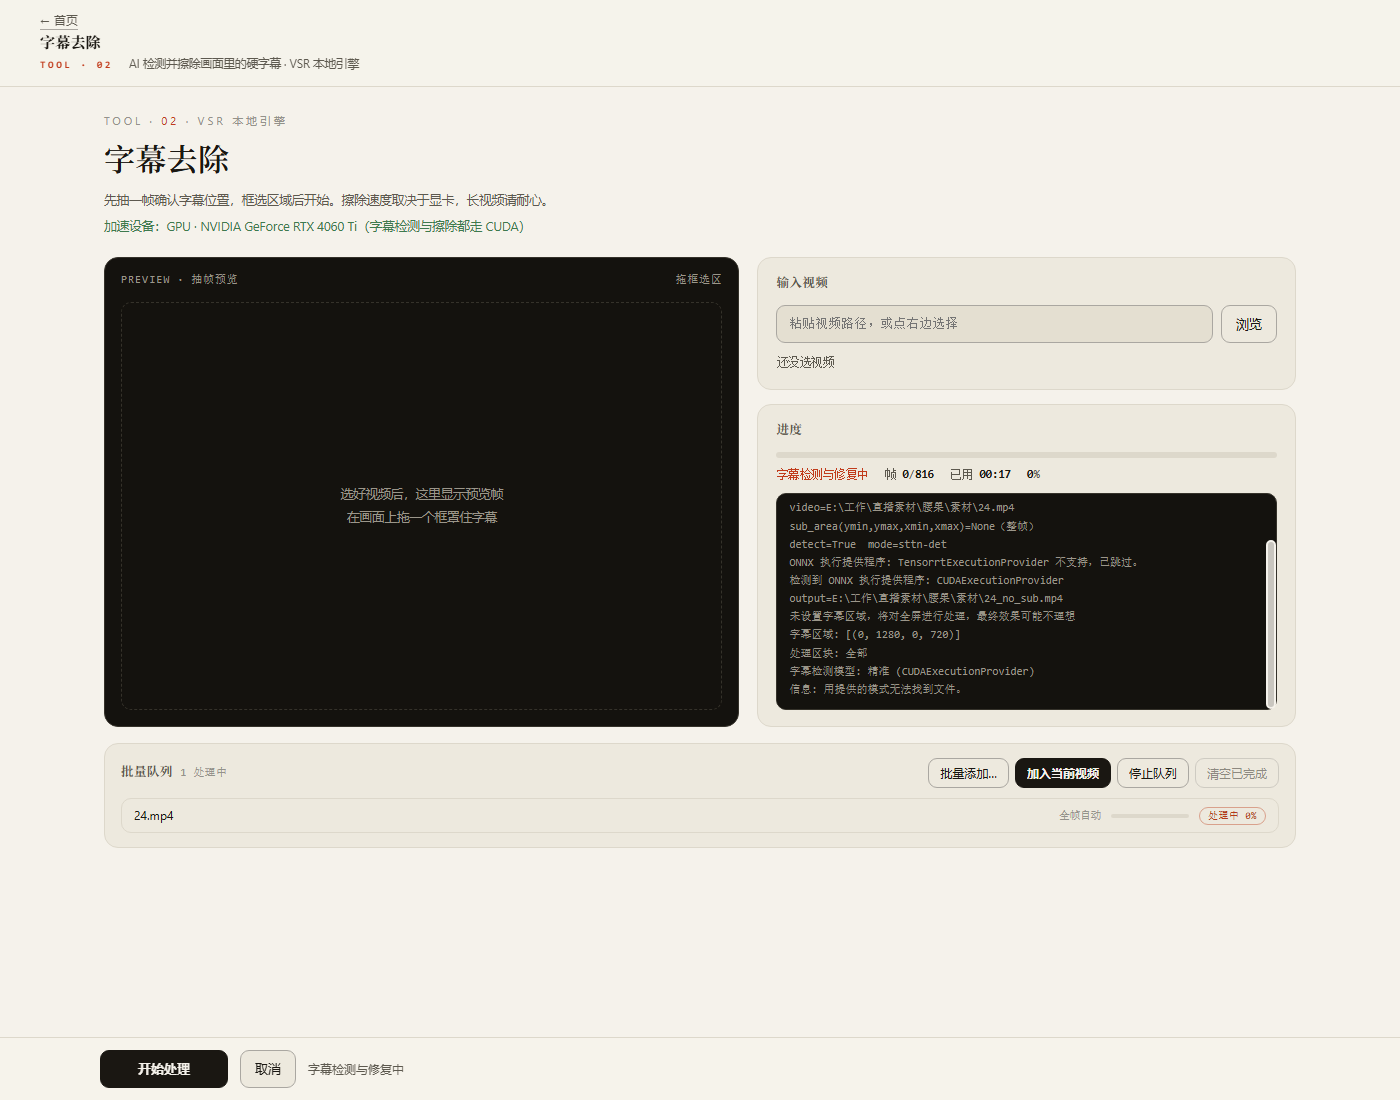 ← 首页
字幕去除
TOOL · 02 AI 检测并擦除画面里的硬字幕 · VSR 本地引擎
TOOL · 02 · VSR 本地引擎
字幕去除
先抽一帧确认字幕位置，框选区域后开始。擦除速度取决于显卡，长视频请耐心。
加速设备：GPU · NVIDIA GeForce RTX 4060 Ti（字幕检测与擦除都走 CUDA）
PREVIEW · 抽帧预览 拖框选区
选好视频后，这里显示预览帧
在画面上拖一个框罩住字幕
输入视频
粘贴视频路径，或点右边选择 浏览
还没选视频
进度
字幕检测与修复中 帧 0/816 已用 00:17 0%
video=E:\工作\直播素材\腰果\素材\24.mp4
sub_area(ymin,ymax,xmin,xmax)=None（整帧）
detect=True mode=sttn-det
ONNX 执行提供程序: TensorrtExecutionProvider 不支持，已跳过。
检测到 ONNX 执行提供程序: CUDAExecutionProvider
output=E:\工作\直播素材\腰果\素材\24_no_sub.mp4
未设置字幕区域，将对全屏进行处理，最终效果可能不理想
字幕区域: [(0, 1280, 0, 720)]
处理区块: 全部
字幕检测模型: 精准 (CUDAExecutionProvider)
信息: 用提供的模式无法找到文件。
批量队列 1 处理中 批量添加... 加入当前视频 停止队列 清空已完成
24.mp4 全帧自动 处理中 0%
开始处理 取消 字幕检测与修复中